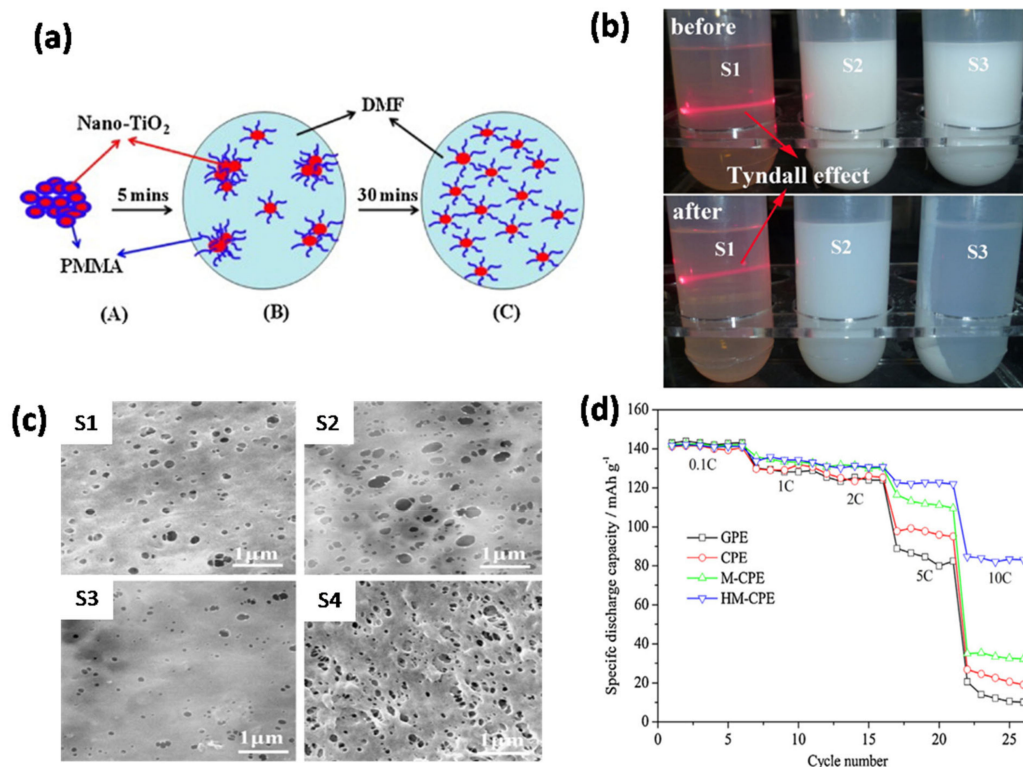 (a)
Nano-TiO₂
DMF
5 mins
30 mins
PMMA
(A)
(B)
(C)
(b)
before
S1
S2
S3
Tyndall effect
after
S1
S2
S3
(c)
S1
1μm
S2
1μm
S3
1μm
S4
1μm
(d)
Specifc discharge capacity / mAh g⁻¹
160
140
120
100
80
60
40
20
0
0.1C
1C
2C
5C
10C
GPE
CPE
M-CPE
HM-CPE
0
5
10
15
20
25
Cycle number